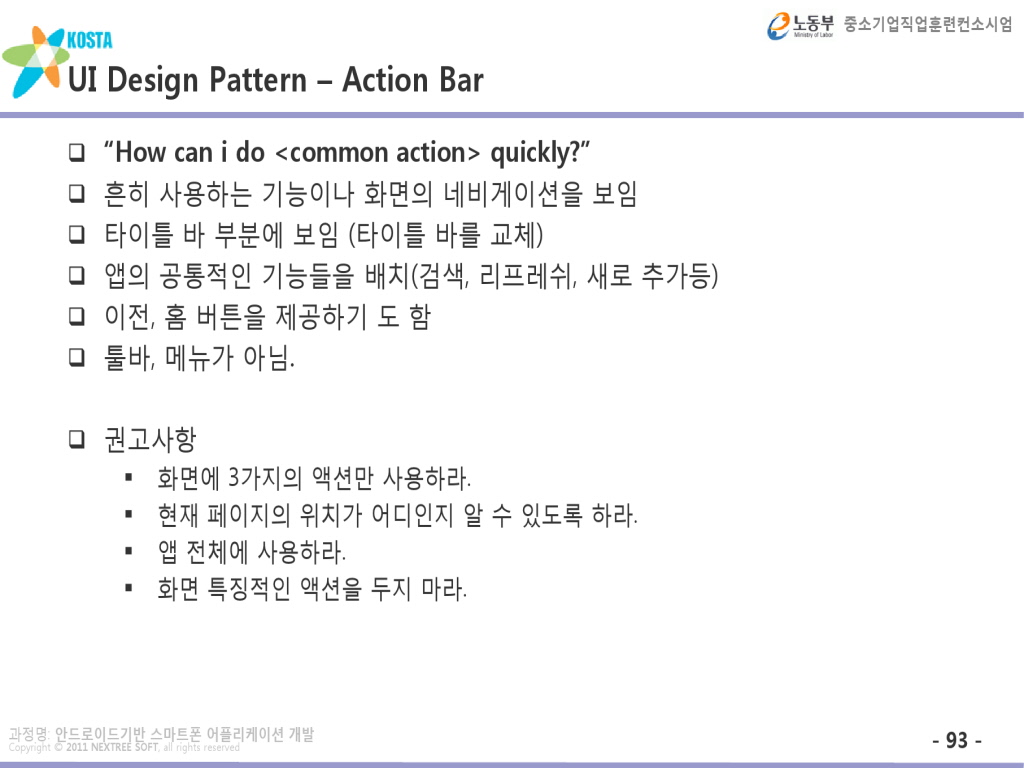 노동부 중소기업직업훈련컨소시엄
Ministry of Labor
KOSTA
UI Design Pattern – Action Bar
❑ “How can i do <common action> quickly?”
❑ 흔히 사용하는 기능이나 화면의 네비게이션을 보임
❑ 타이틀 바 부분에 보임 (타이틀 바를 교체)
❑ 앱의 공통적인 기능들을 배치(검색, 리프레쉬, 새로 추가등)
❑ 이전, 홈 버튼을 제공하기 도 함
❑ 툴바, 메뉴가 아님.
❑ 권고사항
▪ 화면에 3가지의 액션만 사용하라.
▪ 현재 페이지의 위치가 어디인지 알 수 있도록 하라.
▪ 앱 전체에 사용하라.
▪ 화면 특징적인 액션을 두지 마라.
과정명: 안드로이드기반 스마트폰 어플리케이션 개발
Copyright © 2011 NEXTREE SOFT, all rights reserved
- 93 -